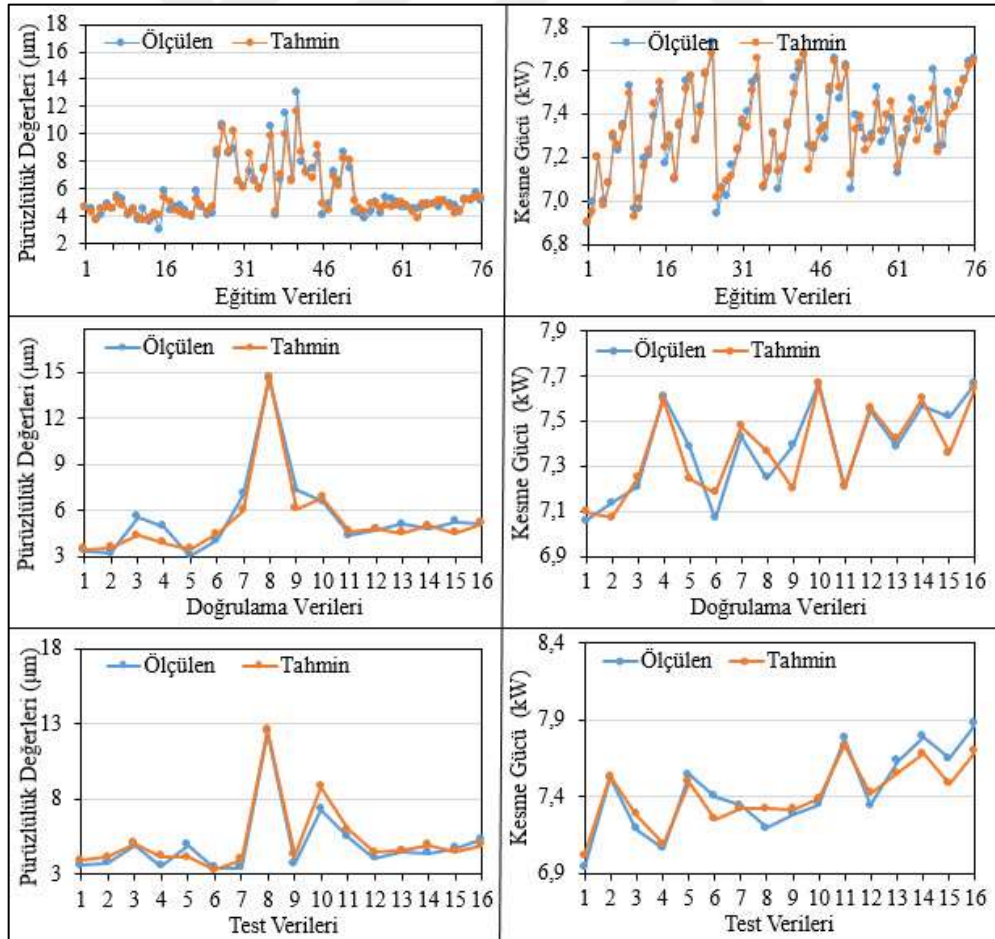 Pürüzlülük Değerleri (µm)
18
16
14
12
10
8
6
4
2
Ölçülen
Tahmin
1 16 31 46 61 76
Eğitim Verileri
Kesme Gücü (kW)
7,8
7,6
7,4
7,2
7,0
6,8
Ölçülen
Tahmin
1 16 31 46 61 76
Eğitim Verileri
Pürüzlülük Değerleri (µm)
15
12
9
6
3
Ölçülen
Tahmin
1 2 3 4 5 6 7 8 9 10 11 12 13 14 15 16
Doğrulama Verileri
Kesme Gücü (kW)
7,9
7,7
7,5
7,3
7,1
6,9
Ölçülen
Tahmin
1 2 3 4 5 6 7 8 9 10 11 12 13 14 15 16
Doğrulama Verileri
Pürüzlülük Değerleri (µm)
18
13
8
3
Ölçülen
Tahmin
1 2 3 4 5 6 7 8 9 10 11 12 13 14 15 16
Test Verileri
Kesme Gücü (kW)
8,4
7,9
7,4
6,9
Ölçülen
Tahmin
1 2 3 4 5 6 7 8 9 10 11 12 13 14 15 16
Test Verileri